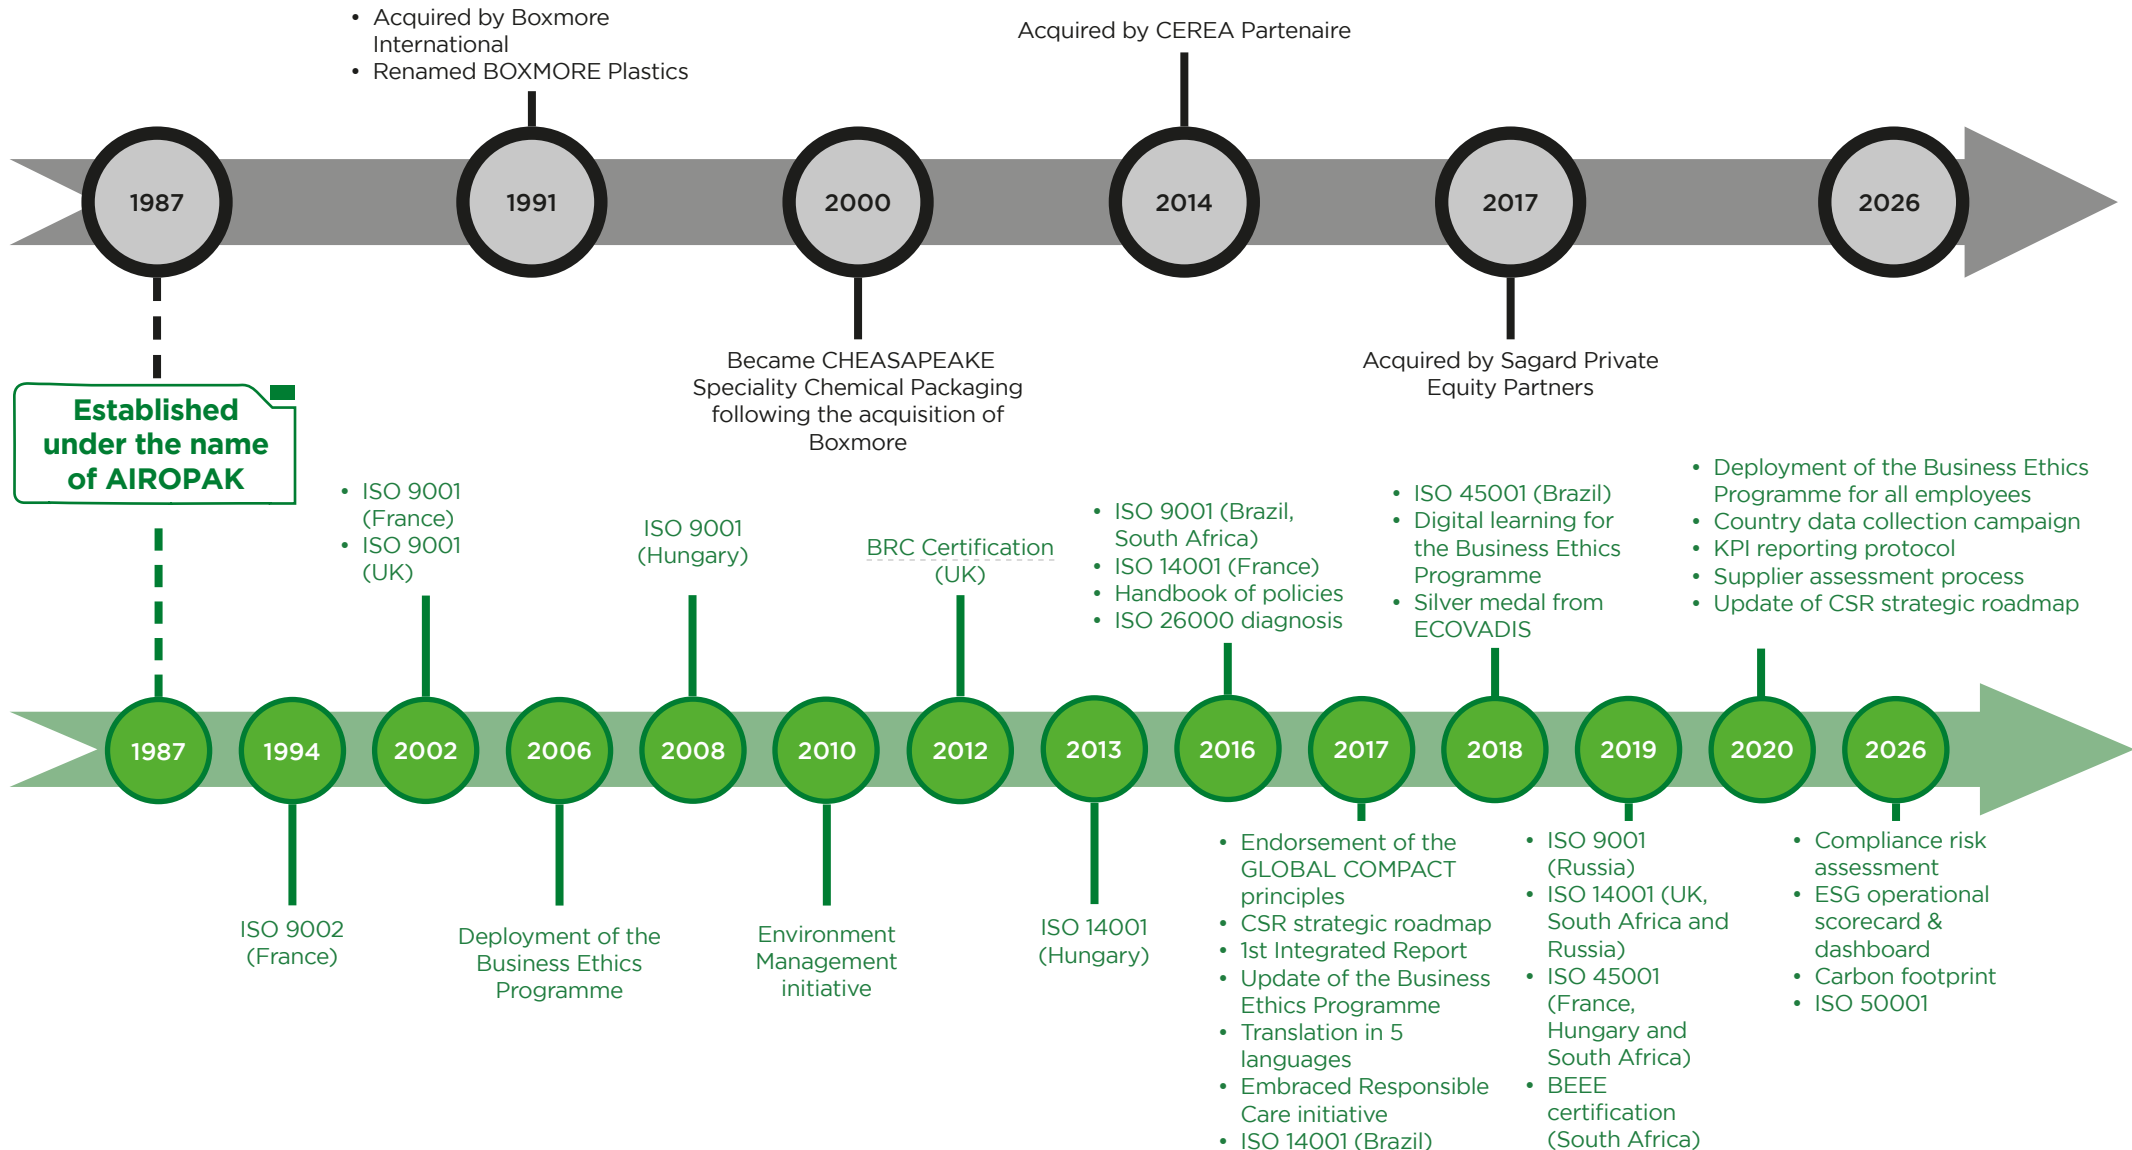 • Acquired by Boxmore
International
• Renamed BOXMORE Plastics
Acquired by CEREA Partenaire
1987
1991
2000
2014
2017
2026
Became CHEASAPEAKE
Speciality Chemical Packaging
following the acquisition of
Boxmore
Acquired by Sagard Private
Equity Partners
Established
under the name
of AIROPAK
• ISO 9001
(France)
• ISO 9001
(UK)
ISO 9001
(Hungary)
BRC Certification
(UK)
• ISO 9001 (Brazil,
South Africa)
• ISO 14001 (France)
• Handbook of policies
• ISO 26000 diagnosis
• ISO 45001 (Brazil)
• Digital learning for
the Business Ethics
Programme
• Silver medal from
ECOVADIS
• Deployment of the Business Ethics
Programme for all employees
• Country data collection campaign
• KPI reporting protocol
• Supplier assessment process
• Update of CSR strategic roadmap
1987
1994
2002
2006
2008
2010
2012
2013
2016
2017
2018
2019
2020
2026
ISO 9002
(France)
Deployment of the
Business Ethics
Programme
Environment
Management
initiative
ISO 14001
(Hungary)
• Endorsement of the
GLOBAL COMPACT
principles
• CSR strategic roadmap
• 1st Integrated Report
• Update of the Business
Ethics Programme
• Translation in 5
languages
• Embraced Responsible
Care initiative
• ISO 14001 (Brazil)
• ISO 9001
(Russia)
• ISO 14001 (UK,
South Africa and
Russia)
• ISO 45001
(France,
Hungary and
South Africa)
• BEEE
certification
(South Africa)
• Compliance risk
assessment
• ESG operational
scorecard &
dashboard
• Carbon footprint
• ISO 50001